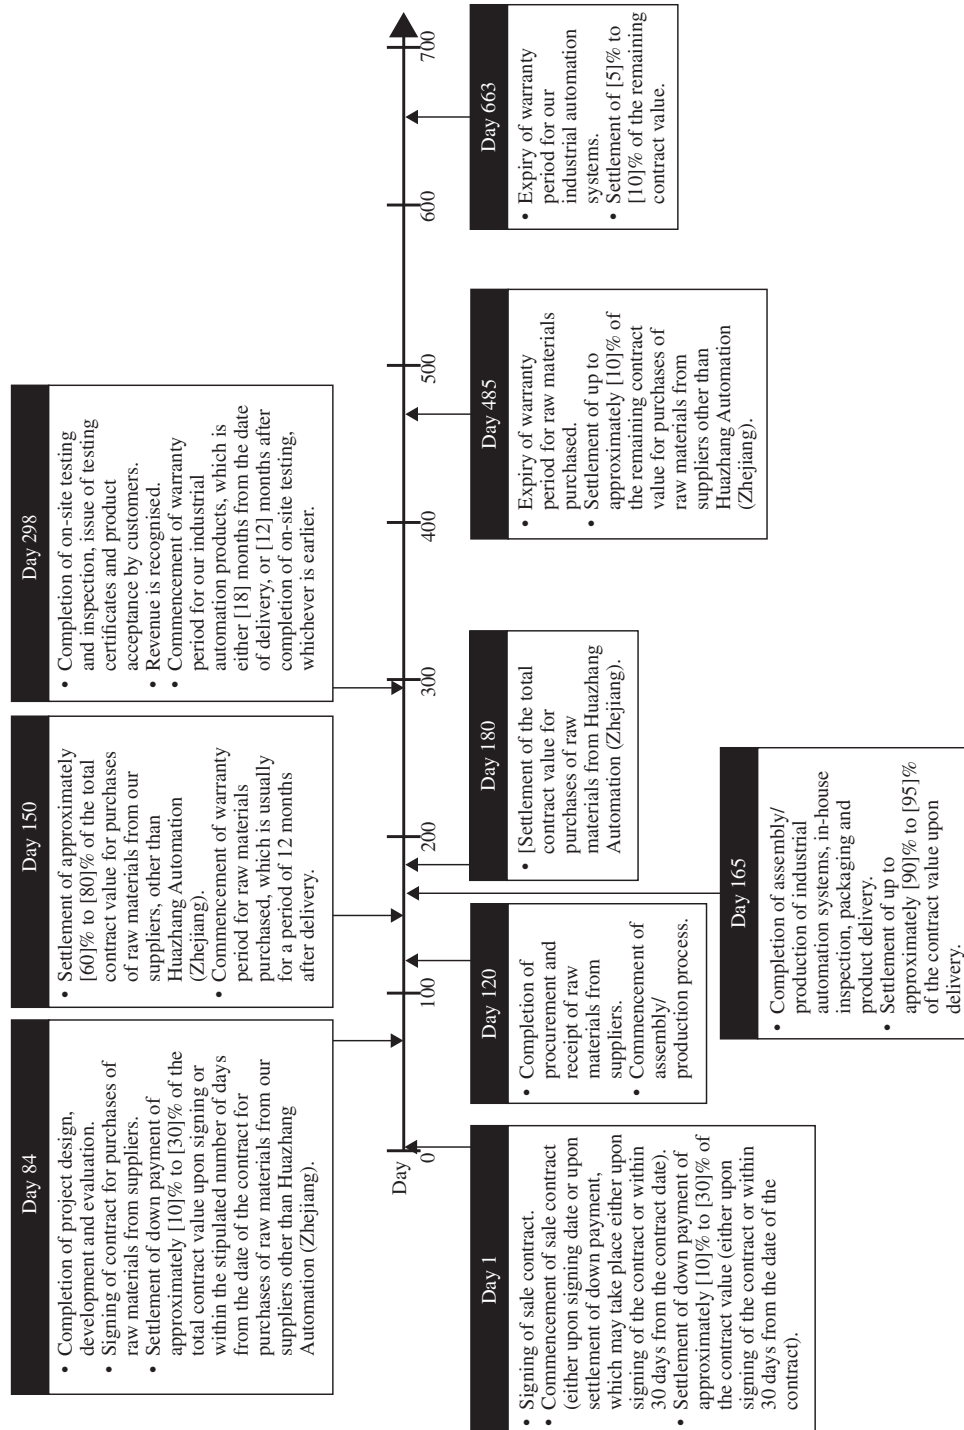 Day 84
• Completion of project design,
development and evaluation.
• Signing of contract for purchases of
raw materials from suppliers.
• Settlement of down payment of
approximately [10]% to [30]% of the
total contract value upon signing or
within the stipulated number of days
from the date of the contract for
purchases of raw materials from our
suppliers other than Huazhang
Automation (Zhejiang).
Day 150
• Settlement of approximately
[60]% to [80]% of the total
contract value for purchases
of raw materials from our
suppliers, other than
Huazhang Automation
(Zhejiang).
• Commencement of warranty
period for raw materials
purchased, which is usually
for a period of 12 months
after delivery.
Day 298
• Completion of on-site testing
and inspection, issue of testing
certificates and product
acceptance by customers.
• Revenue is recognised.
• Commencement of warranty
period for our industrial
automation products, which is
either [18] months from the date
of delivery, or [12] months after
completion of on-site testing,
whichever is earlier.
Day
0
100
200
300
400
500
600
700
Day 1
• Signing of sale contract.
• Commencement of sale contract
(either upon signing date or upon
settlement of down payment,
which may take place either upon
signing of the contract or within
30 days from the contract date).
• Settlement of down payment of
approximately [10]% to [30]% of
the contract value (either upon
signing of the contract or within
30 days from the date of the
contract).
Day 120
• Completion of
procurement and
receipt of raw
materials from
suppliers.
• Commencement of
assembly/
production process.
Day 165
• Completion of assembly/
production of industrial
automation systems, in-house
inspection, packaging and
product delivery.
• Settlement of up to
approximately [90]% to [95]%
of the contract value upon
delivery.
Day 180
• [Settlement of the total
contract value for
purchases of raw
materials from Huazhang
Automation (Zhejiang).
Day 485
• Expiry of warranty
period for raw materials
purchased.
• Settlement of up to
approximately [10]% of
the remaining contract
value for purchases of
raw materials from
suppliers other than
Huazhang Automation
(Zhejiang).
Day 663
• Expiry of warranty
period for our
industrial automation
systems.
• Settlement of [5]% to
[10]% of the remaining
contract value.